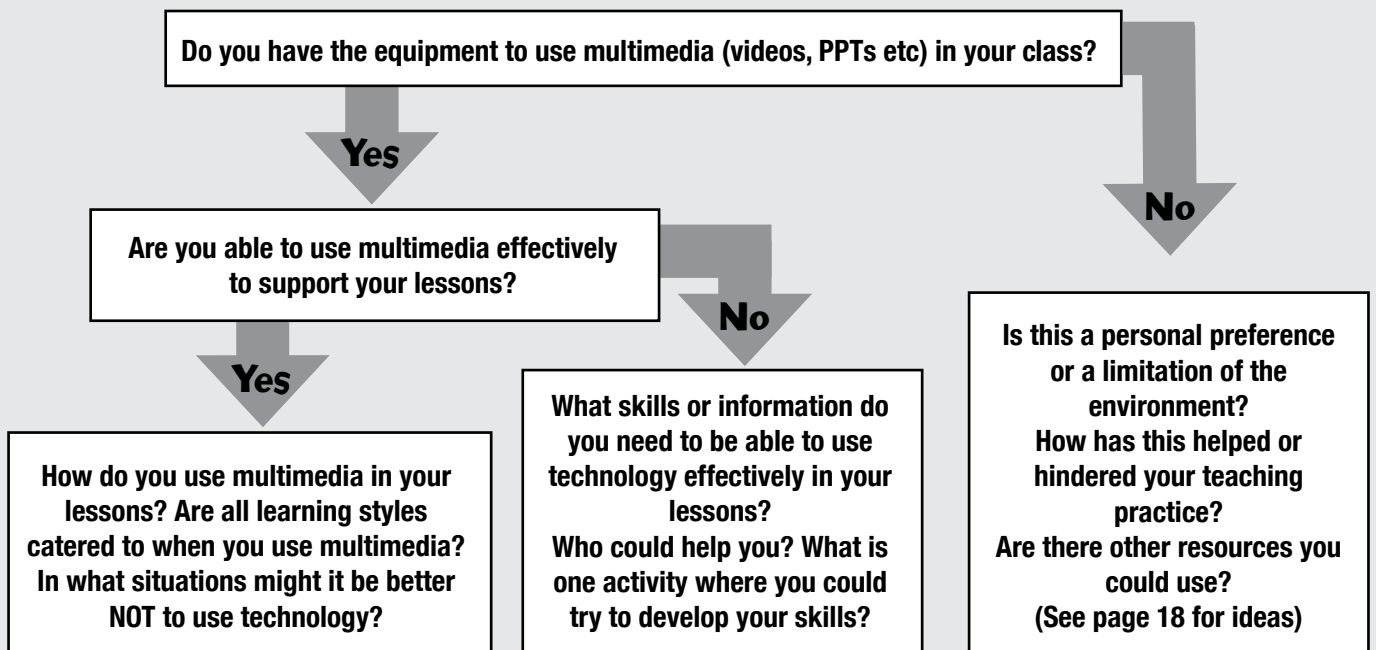 Do you have the equipment to use multimedia (videos, PPTs etc) in your class?
Yes
No
Are you able to use multimedia effectively
to support your lessons?
Yes
No
How do you use multimedia in your
lessons? Are all learning styles
catered to when you use multimedia?
In what situations might it be better
NOT to use technology?
What skills or information do
you need to be able to use
technology effectively in your
lessons?
Who could help you? What is
one activity where you could
try to develop your skills?
Is this a personal preference
or a limitation of the
environment?
How has this helped or
hindered your teaching
practice?
Are there other resources you
could use?
(See page 18 for ideas)